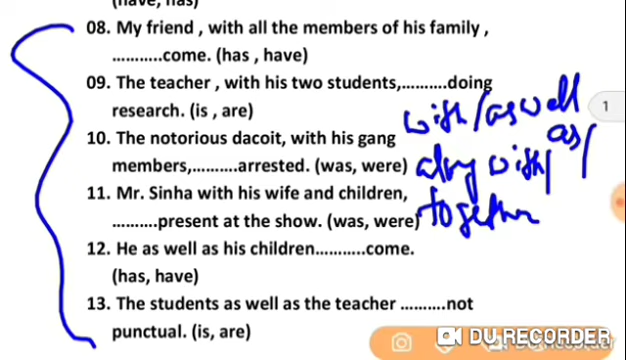 (have, has)
08. My friend , with all the members of his family ,
..........come. (has , have)
09. The teacher , with his two students,..........doing
research. (is , are)
10. The notorious dacoit, with his gang
members,..........arrested. (was, were)
11. Mr. Sinha with his wife and children,
..........present at the show. (was, were)
12. He as well as his children...........come.
(has, have)
13. The students as well as the teacher ..........not
punctual. (is, are)
with/as well
as/
along with/
together
1
DU RECORDER